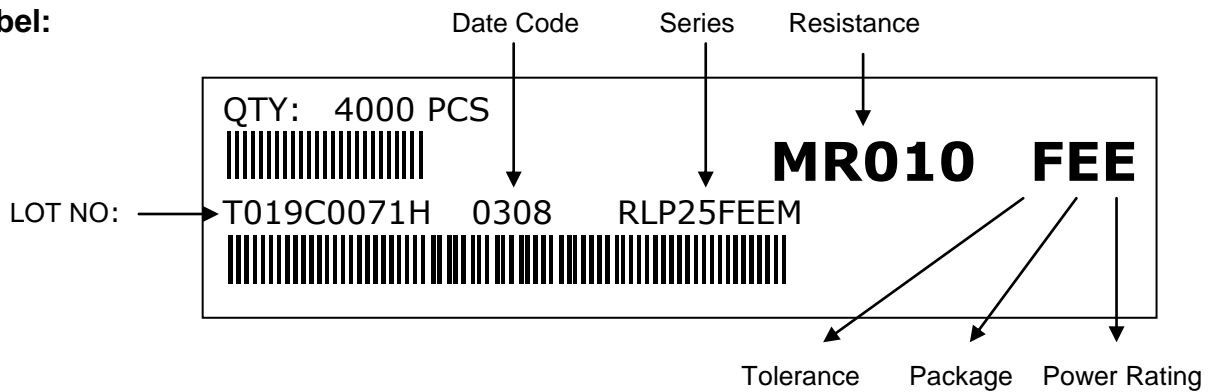 bel:
Date Code Series Resistance
QTY: 4000 PCS
MR010 FEE
LOT NO:
T019C0071H 0308 RLP25FEEM
Tolerance Package Power Rating